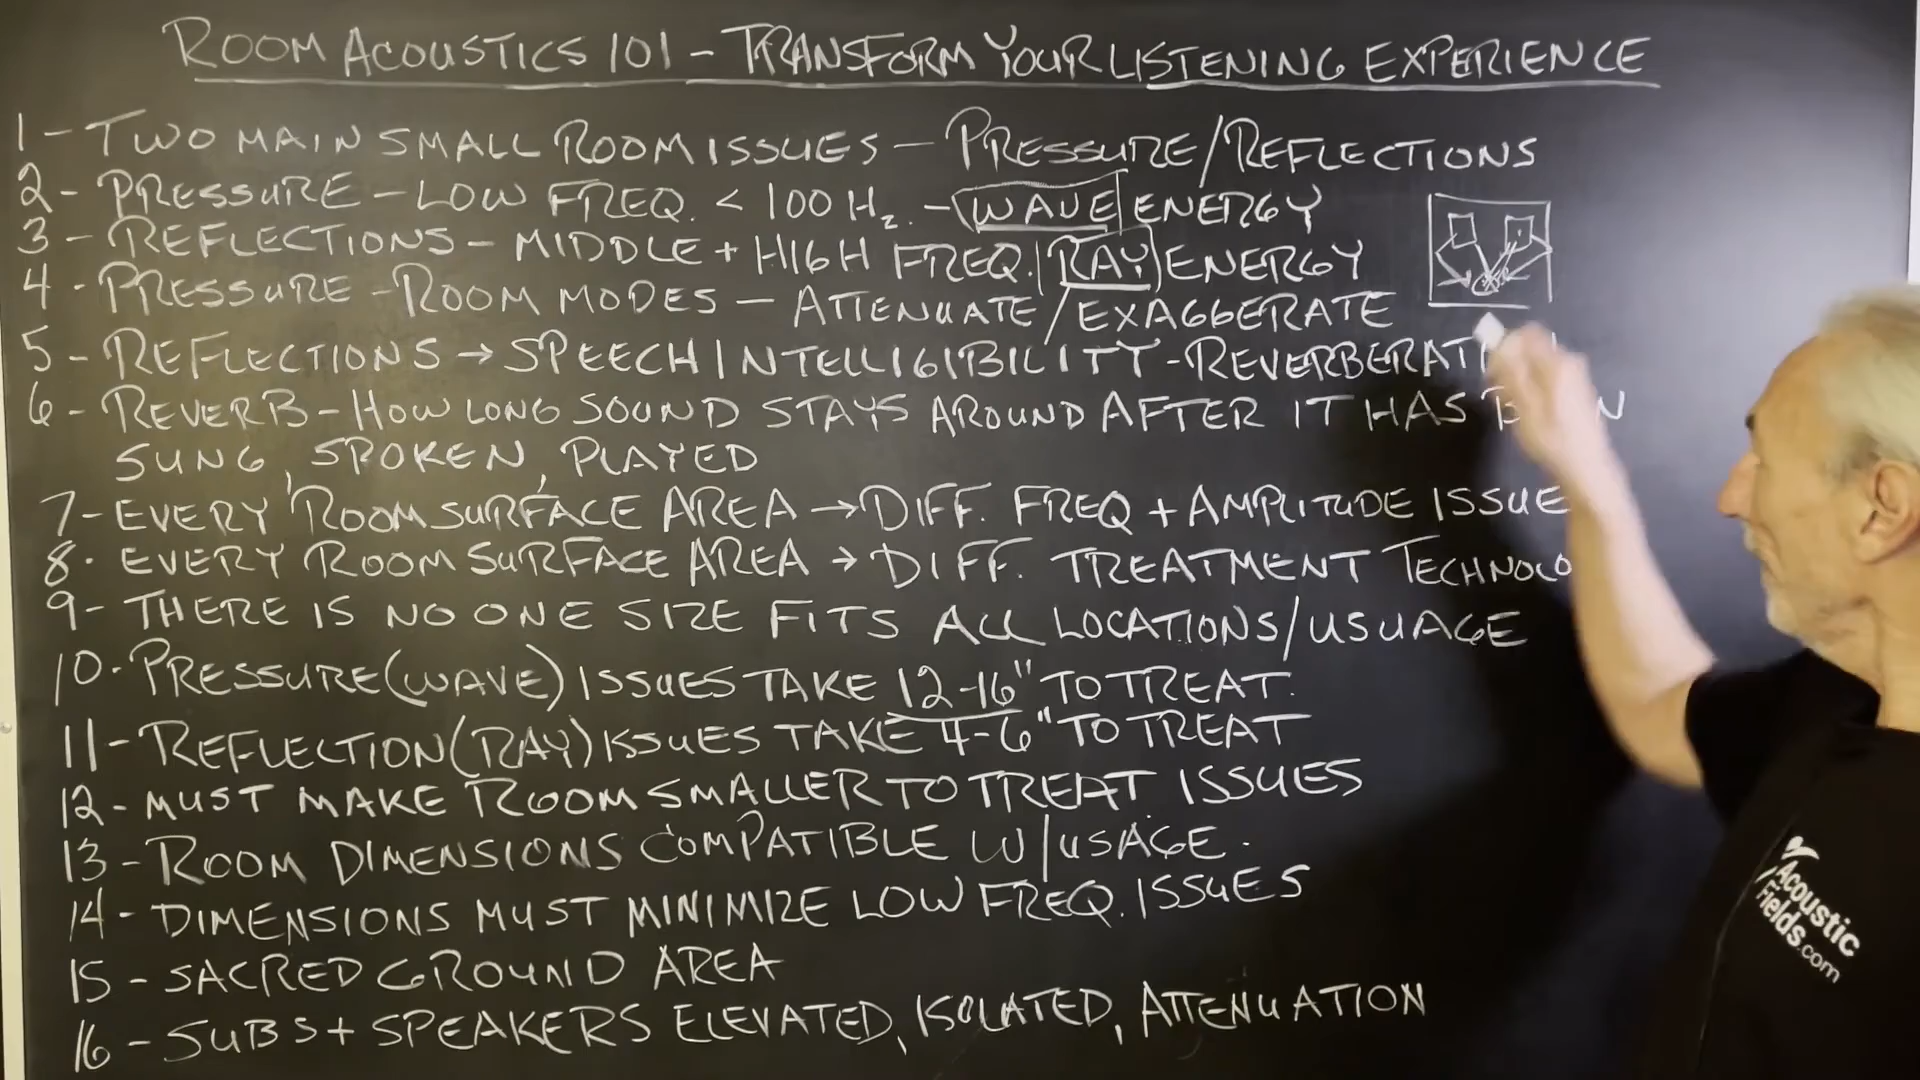 ROOM ACOUSTICS 101 - TRANSFORM YOUR LISTENING EXPERIENCE
1 - TWO MAIN SMALL ROOM ISSUES - PRESSURE/REFLECTIONS
2 - PRESSURE - LOW FREQ. < 100 Hz. - WAVE ENERGY
3 - REFLECTIONS - MIDDLE + HIGH FREQ. RAY ENERGY
4 - PRESSURE - ROOM MODES - ATTENUATE/EXAGGERATE
5 - REFLECTIONS → SPEECH INTELLIGIBILITY - REVERBERATI
6 - REVERB - HOW LONG SOUND STAYS AROUND AFTER IT HAS B N
SUNG, SPOKEN, PLAYED
7 - EVERY ROOM SURFACE AREA → DIFF. FREQ + AMPLITUDE ISSUE
8. EVERY ROOM SURFACE AREA → DIFF. TREATMENT TECHNOLO
9 - THERE IS NO ONE SIZE FITS ALL LOCATIONS/USUAGE
10. PRESSURE (WAVE) ISSUES TAKE 12-16" TO TREAT.
11 - REFLECTION (RAY) ISSUES TAKE 4-6" TO TREAT
12 - MUST MAKE ROOM SMALLER TO TREAT ISSUES
13 - ROOM DIMENSIONS COMPATIBLE W/USAGE.
14 - DIMENSIONS MUST MINIMIZE LOW FREQ. ISSUES
15 - SACRED GROUND AREA
16 - SUBS + SPEAKERS ELEVATED, ISOLATED, ATTENUATION
Acoustic
Fields.com